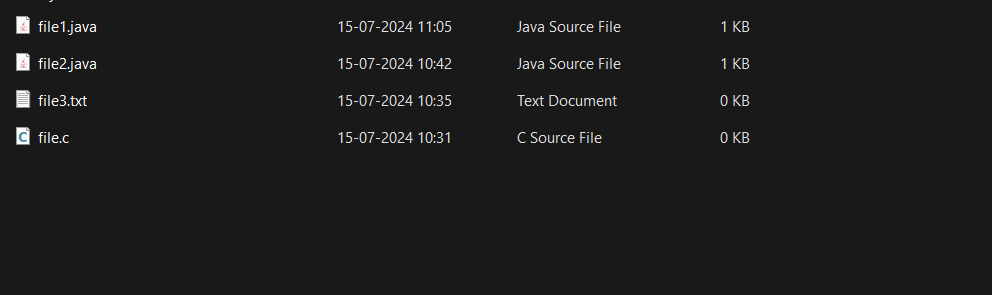 file1.java 15-07-2024 11:05 Java Source File 1 KB
file2.java 15-07-2024 10:42 Java Source File 1 KB
file3.txt 15-07-2024 10:35 Text Document 0 KB
file.c 15-07-2024 10:31 C Source File 0 KB